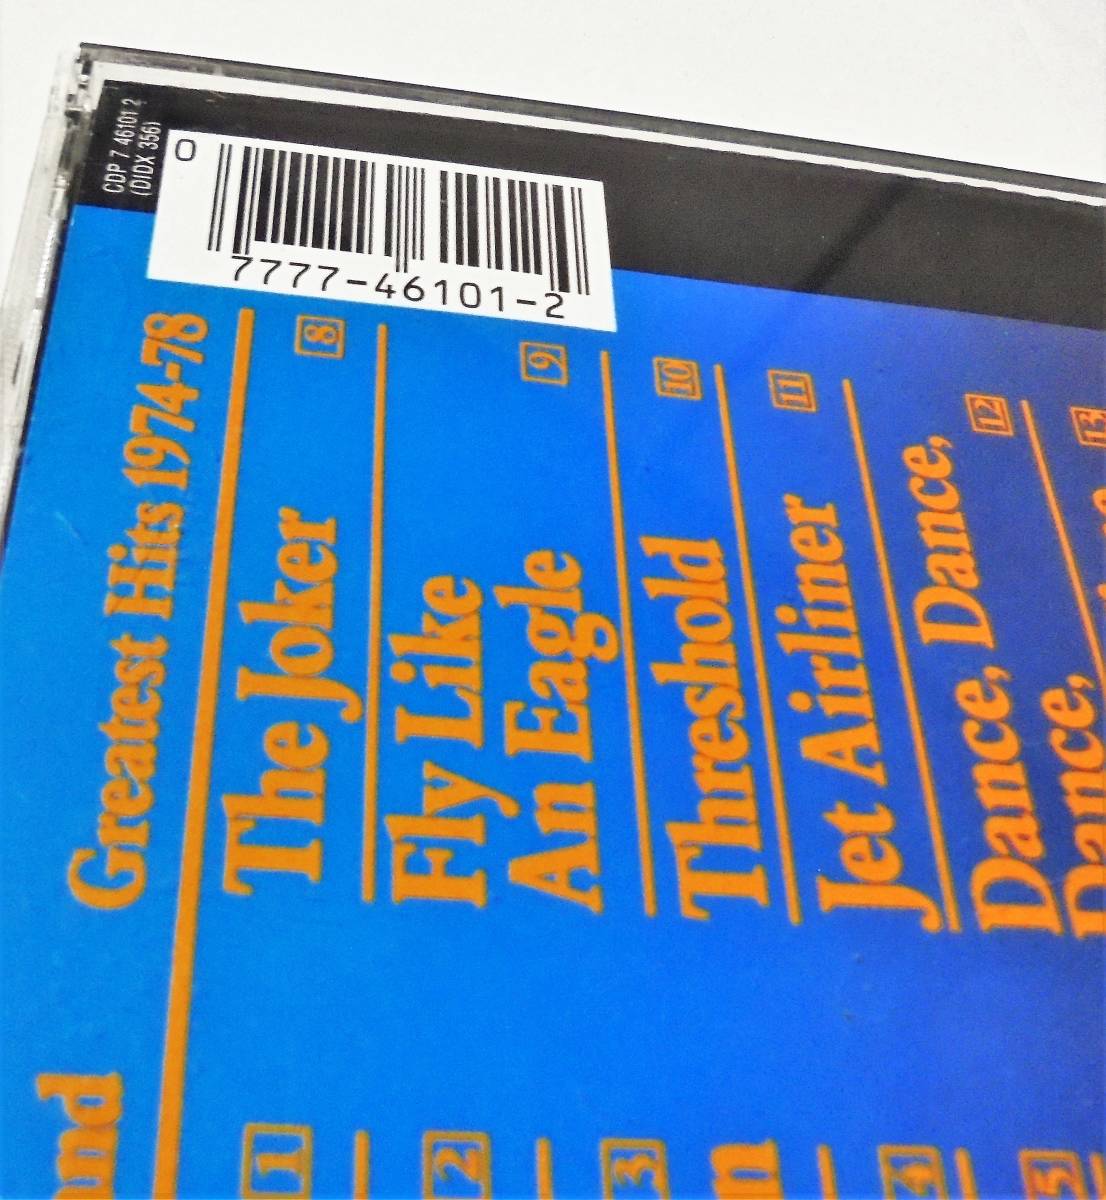 CDP 7 46101 2
(DIDX 356)
0
7777-46101-2
Greatest Hits 1974-78
The Joker
8
Fly Like
An Eagle
9
Threshold
10
Jet Airliner
11
Dance, Dance,
12
Dance,
13
1
2
3
4
5